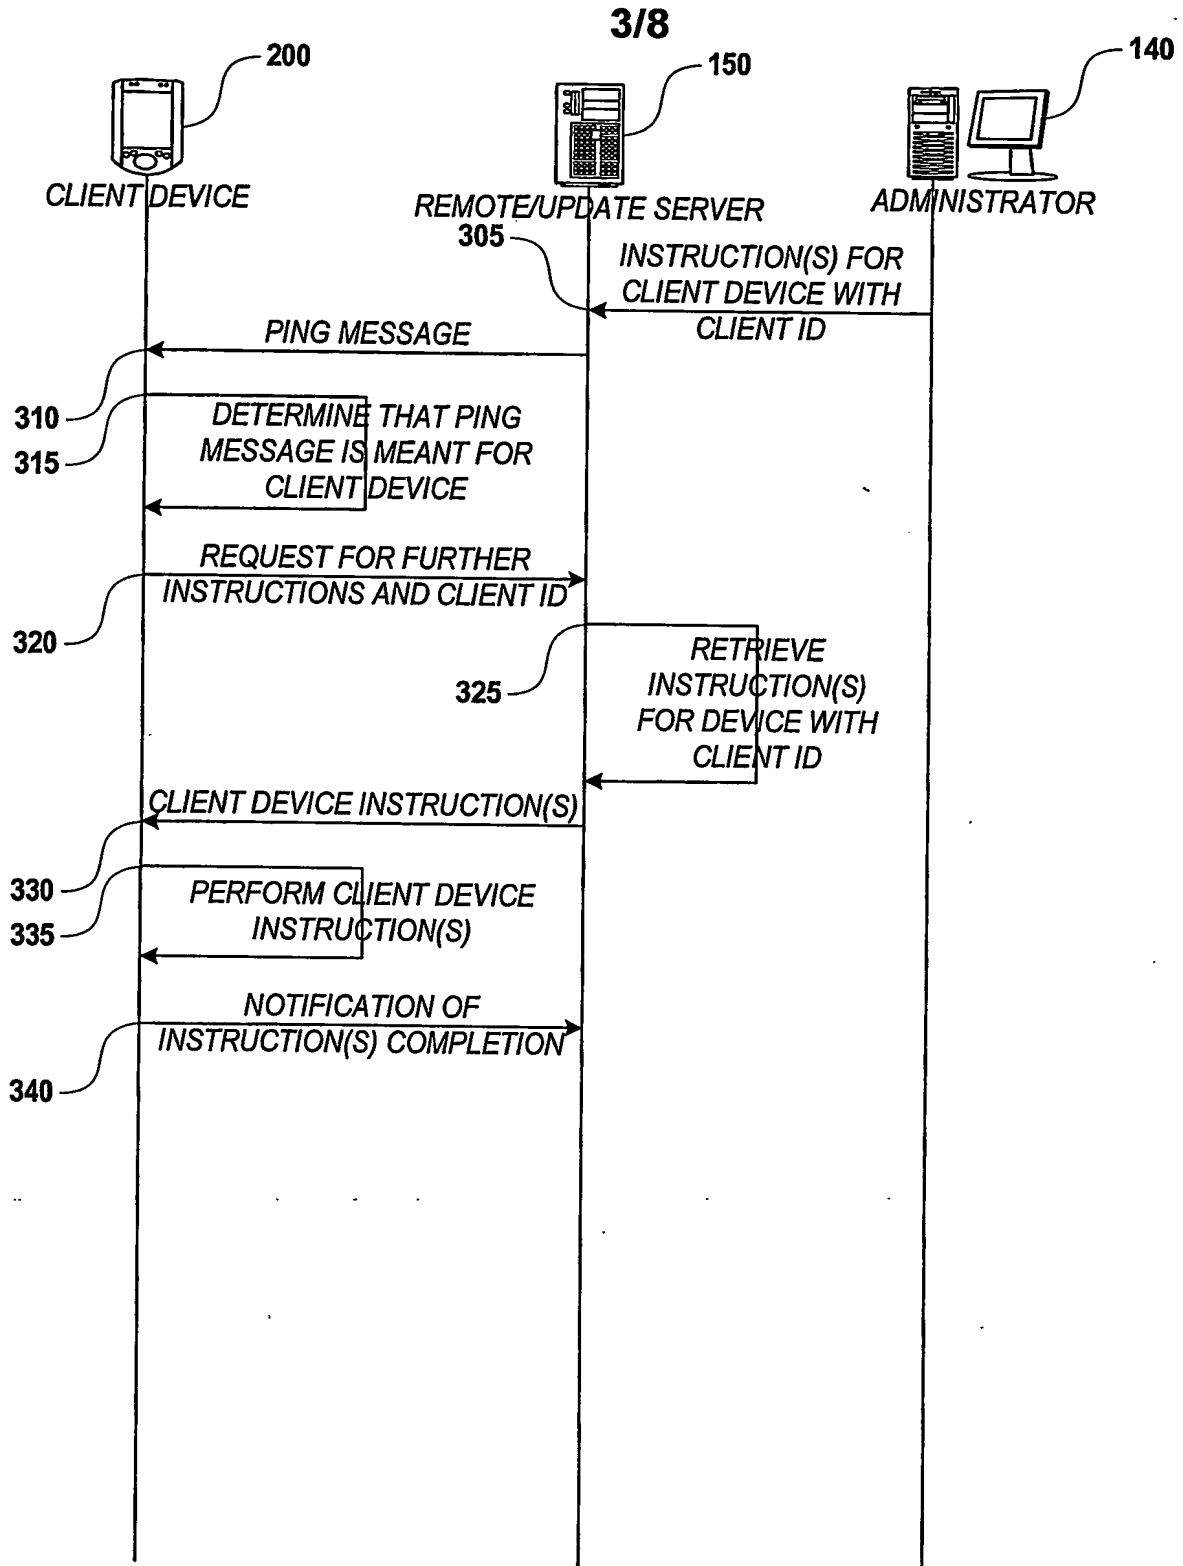 3/8
200
150
140
CLIENT DEVICE
REMOTE/UPDATE SERVER
ADMINISTRATOR
305
INSTRUCTION(S) FOR
CLIENT DEVICE WITH
CLIENT ID
PING MESSAGE
310
315
DETERMINE THAT PING
MESSAGE IS MEANT FOR
CLIENT DEVICE
REQUEST FOR FURTHER
INSTRUCTIONS AND CLIENT ID
320
325
RETRIEVE
INSTRUCTION(S)
FOR DEVICE WITH
CLIENT ID
CLIENT DEVICE INSTRUCTION(S)
330
335
PERFORM CLIENT DEVICE
INSTRUCTION(S)
NOTIFICATION OF
INSTRUCTION(S) COMPLETION
340